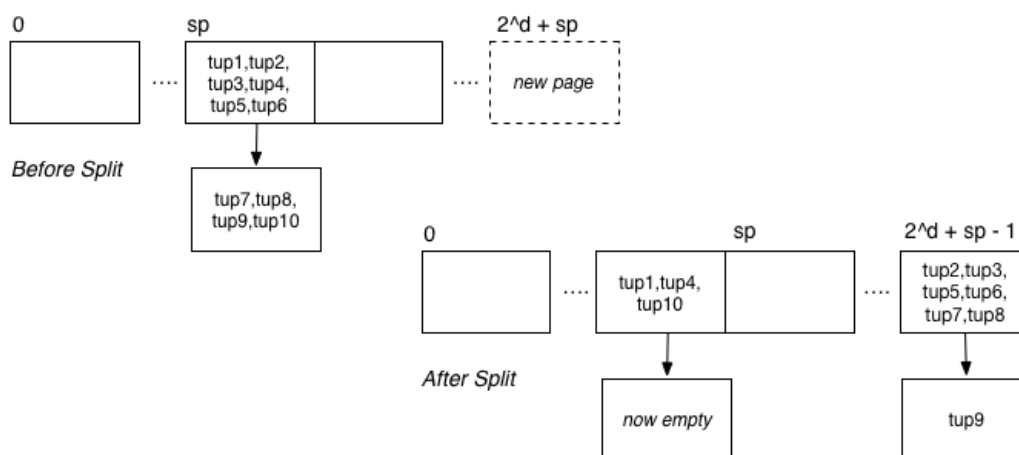 0
sp
2^d + sp
tup1,tup2,
tup3,tup4,
tup5,tup6
....
....
new page
Before Split
tup7,tup8,
tup9,tup10
0
sp
2^d + sp - 1
....
tup1,tup4,
tup10
....
tup2,tup3,
tup5,tup6,
tup7,tup8
After Split
now empty
tup9